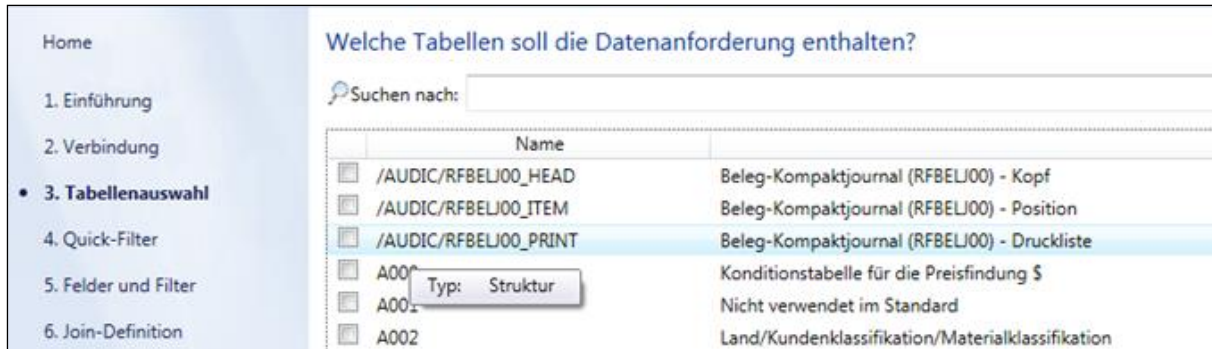 Home
1. Einführung
2. Verbindung
• 3. Tabellenauswahl
4. Quick-Filter
5. Felder und Filter
6. Join-Definition
Welche Tabellen soll die Datenanforderung enthalten?
Suchen nach:
Name
/AUDIC/RFBELJ00_HEAD Beleg-Kompaktjournal (RFBELJ00) - Kopf
/AUDIC/RFBELJ00_ITEM Beleg-Kompaktjournal (RFBELJ00) - Position
/AUDIC/RFBELJ00_PRINT Beleg-Kompaktjournal (RFBELJ00) - Druckliste
A000 Konditionstabelle für die Preisfindung $
Typ: Struktur
A001 Nicht verwendet im Standard
A002 Land/Kundenklassifikation/Materialklassifikation